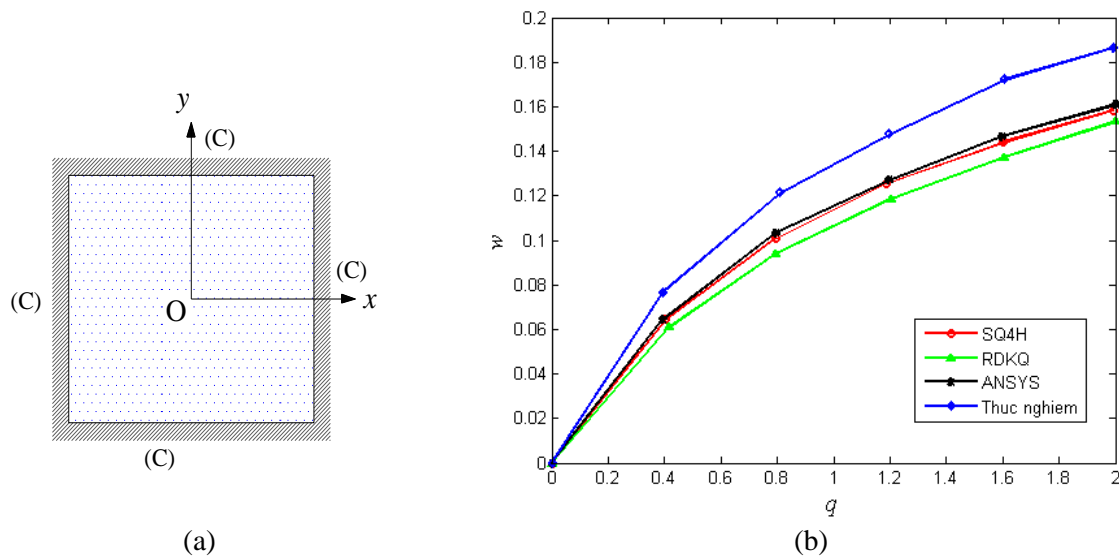 y
(C)
(C)
(C)
O
x
(C)
(a)
0.2
0.18
0.16
0.14
0.12
0.1
0.08
0.06
0.04
0.02
0
w
0 0.2 0.4 0.6 0.8 1 1.2 1.4 1.6 1.8 2
q
SQ4H
RDKQ
ANSYS
Thuc nghiem
(b)